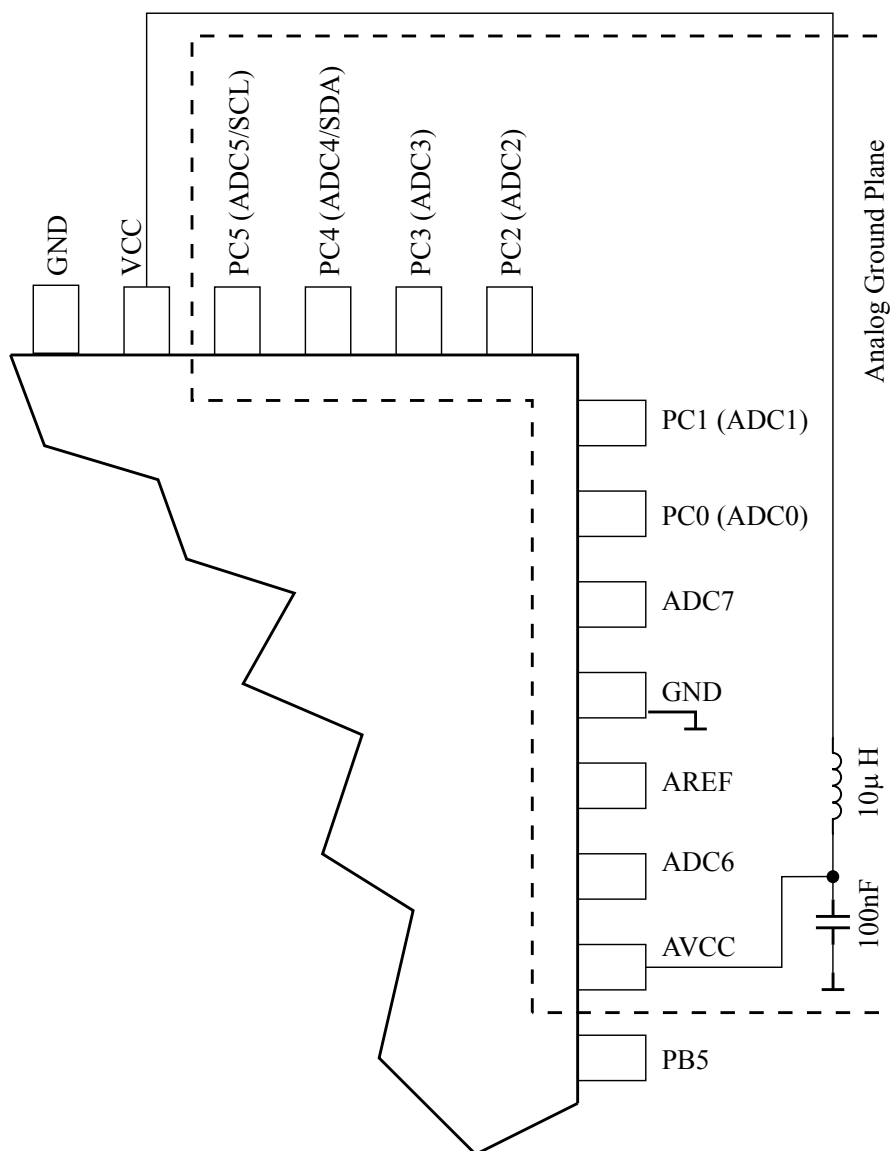 GND
VCC
PC5 (ADC5/SCL)
PC4 (ADC4/SDA)
PC3 (ADC3)
PC2 (ADC2)
Analog Ground Plane
PC1 (ADC1)
PC0 (ADC0)
ADC7
GND
AREF
ADC6
AVCC
PB5
10µ H
100nF